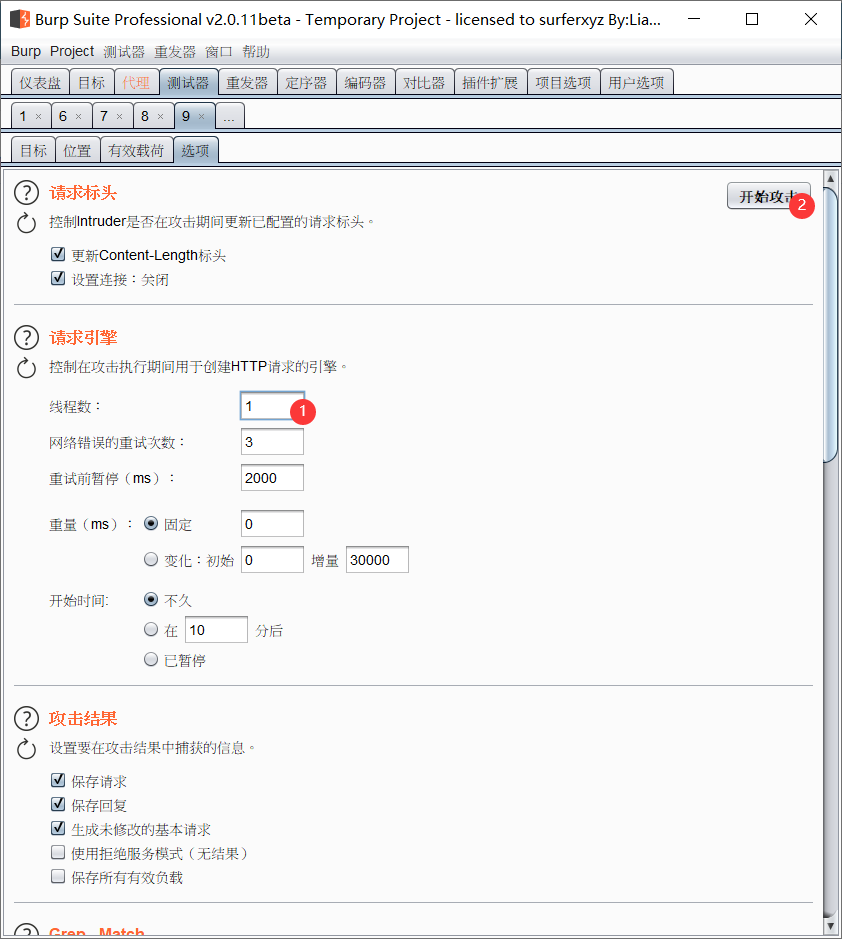 Burp Suite Professional v2.0.11beta - Temporary Project - licensed to surferxyz By:Lia...
Burp Project 测试器 重发器 窗口 帮助
仪表盘 目标 代理 测试器 重发器 定序器 编码器 对比器 插件扩展 项目选项 用户选项
1 × 6 × 7 × 8 × 9 × ...
目标 位置 有效载荷 选项
? 请求标头 开始攻击 2
控制Intruder是否在攻击期间更新已配置的请求标头。
更新Content-Length标头
设置连接：关闭
? 请求引擎
控制在攻击执行期间用于创建HTTP请求的引擎。
线程数： 1 1
网络错误的重试次数： 3
重试前暂停（ms）： 2000
重量（ms）： 固定 0
变化：初始 0 增量 30000
开始时间: 不久
在 10 分后
已暂停
? 攻击结果
设置要在攻击结果中捕获的信息。
保存请求
保存回复
生成未修改的基本请求
使用拒绝服务模式（无结果）
保存所有有效负载
? Grep - Match